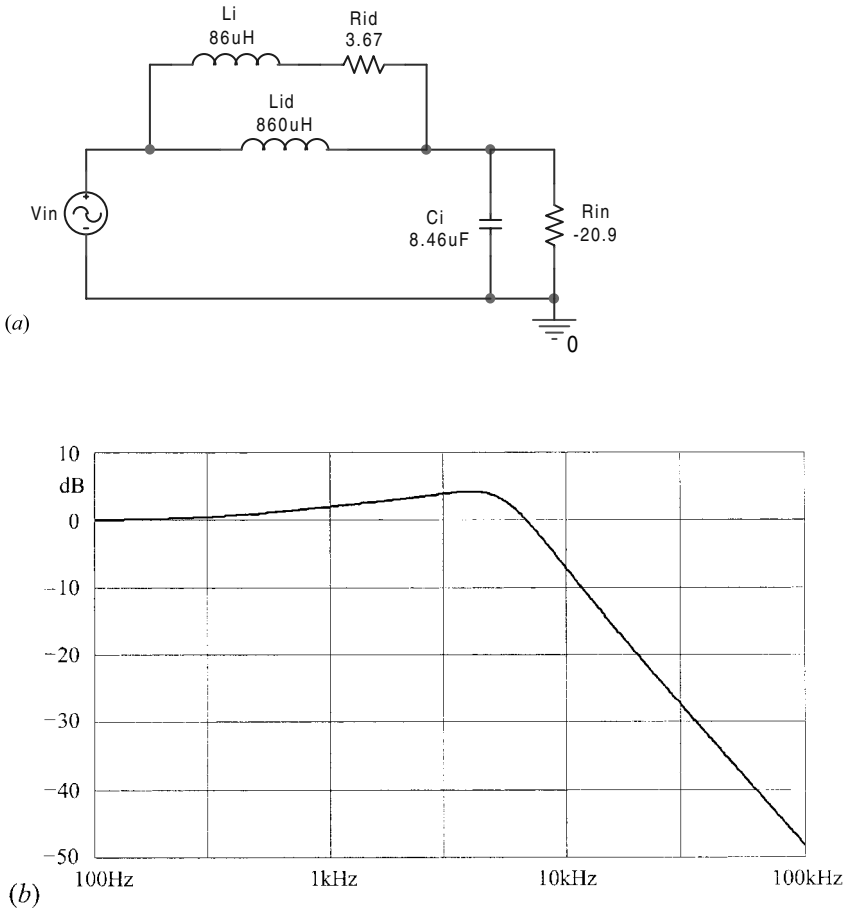 Li
86uH
Rid
3.67
Lid
860uH
Vin
Ci
8.46uF
Rin
-20.9
0
(a)
10
dB
0
-10
-20
-30
-40
-50
100Hz
1kHz
10kHz
100kHz
(b)